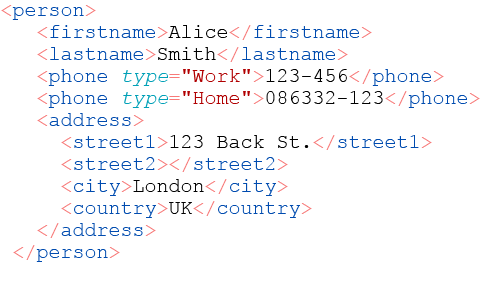 <person>
   <firstname>Alice</firstname>
   <lastname>Smith</lastname>
   <phone type="Work">123-456</phone>
   <phone type="Home">086332-123</phone>
   <address>
     <street1>123 Back St.</street1>
     <street2></street2>
     <city>London</city>
     <country>UK</country>
   </address>
 </person>